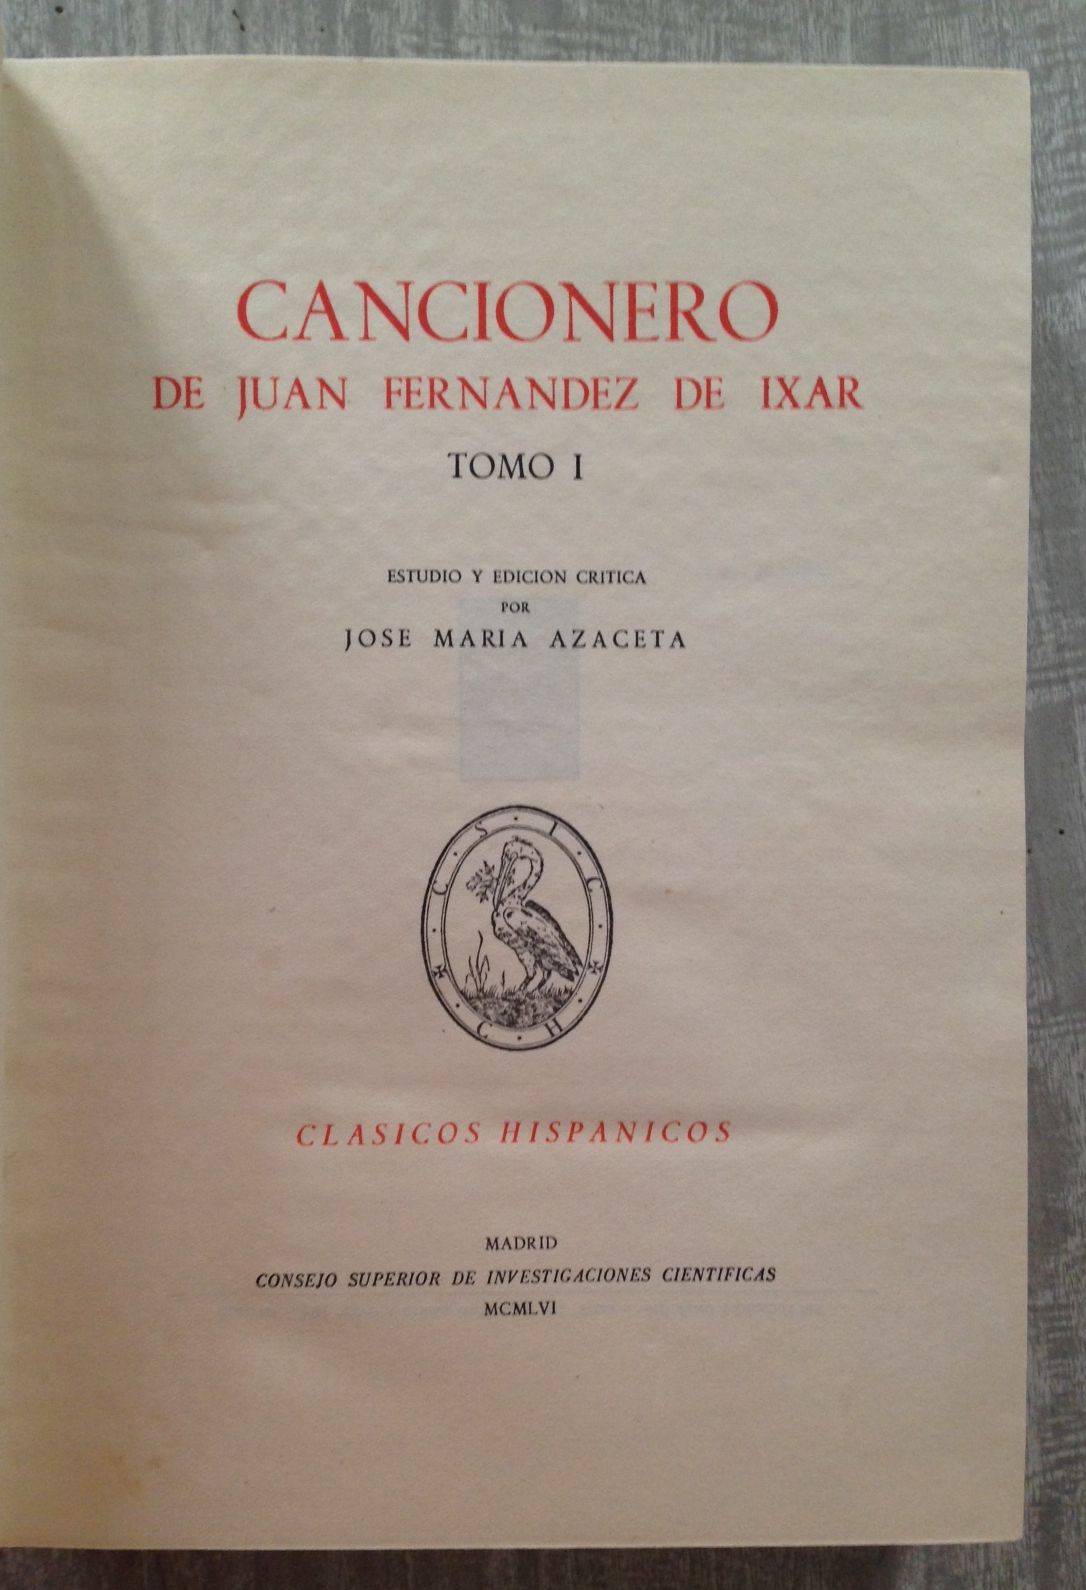 CANCIONERO
DE JUAN FERNANDEZ DE IXAR
TOMO I
ESTUDIO Y EDICION CRITICA
POR
JOSE MARIA AZACETA
C · S · I · C
C · H
CLASICOS HISPANICOS
MADRID
CONSEJO SUPERIOR DE INVESTIGACIONES CIENTIFICAS
MCMLVI